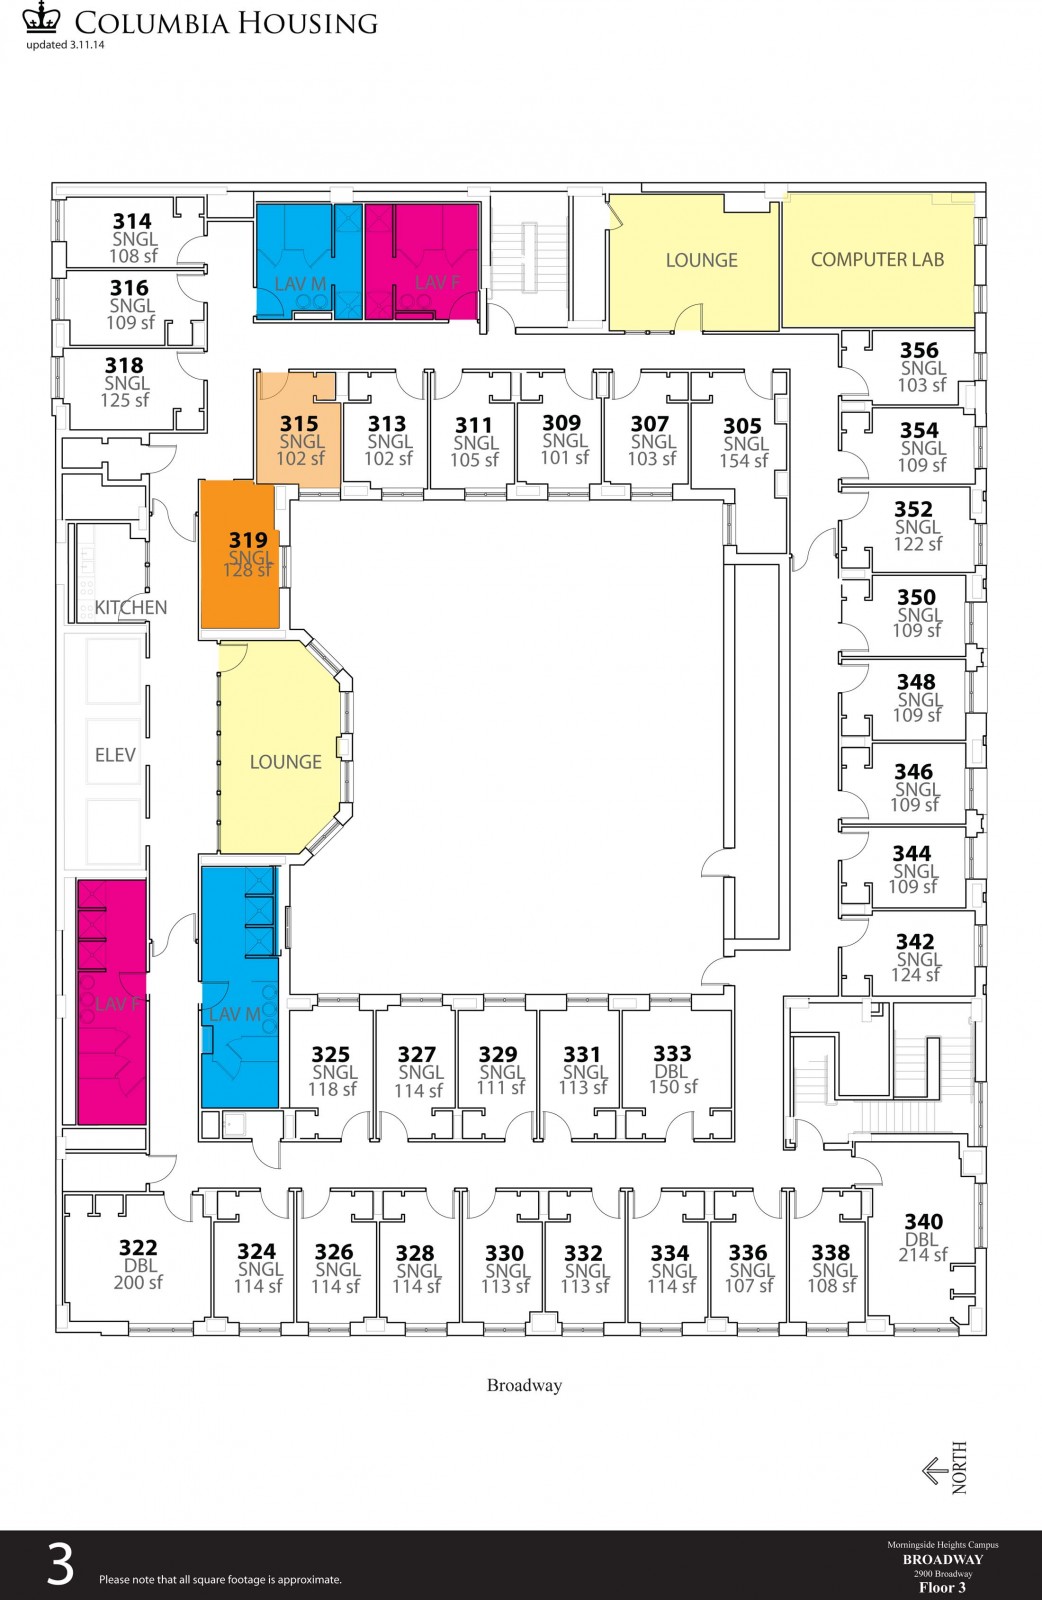 COLUMBIA HOUSING
updated 3.11.14
314
SNGL
108 sf
316
SNGL
109 sf
318
SNGL
125 sf
LAV M
LAV F
LOUNGE
COMPUTER LAB
315
SNGL
102 sf
313
SNGL
102 sf
311
SNGL
105 sf
309
SNGL
101 sf
307
SNGL
103 sf
305
SNGL
154 sf
356
SNGL
103 sf
354
SNGL
109 sf
352
SNGL
122 sf
350
SNGL
109 sf
348
SNGL
109 sf
346
SNGL
109 sf
344
SNGL
109 sf
342
SNGL
124 sf
319
SNGL
128 sf
KITCHEN
ELEV
LOUNGE
LAV F
LAV M
325
SNGL
118 sf
327
SNGL
114 sf
329
SNGL
111 sf
331
SNGL
113 sf
333
DBL
150 sf
322
DBL
200 sf
324
SNGL
114 sf
326
SNGL
114 sf
328
SNGL
114 sf
330
SNGL
113 sf
332
SNGL
113 sf
334
SNGL
114 sf
336
SNGL
107 sf
338
SNGL
108 sf
340
DBL
214 sf
Broadway
NORTH
3
Please note that all square footage is approximate.
Morningside Heights Campus
BROADWAY
2900 Broadway
Floor 3